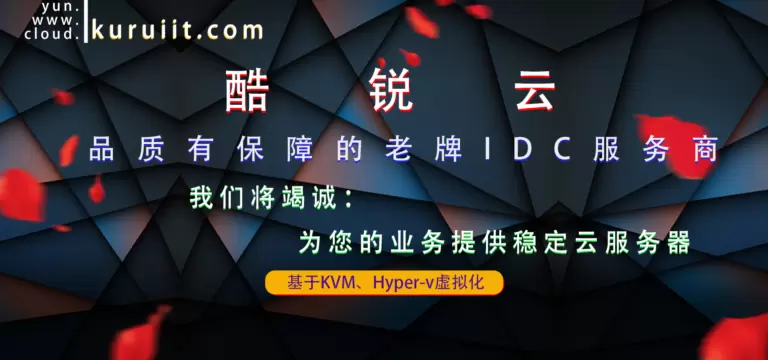 yun.
www.
cloud.
kuruiit.com
酷锐云
品质有保障的老牌IDC服务商
我们将竭诚：
为您的业务提供稳定云服务器
基于KVM、Hyper-v虚拟化